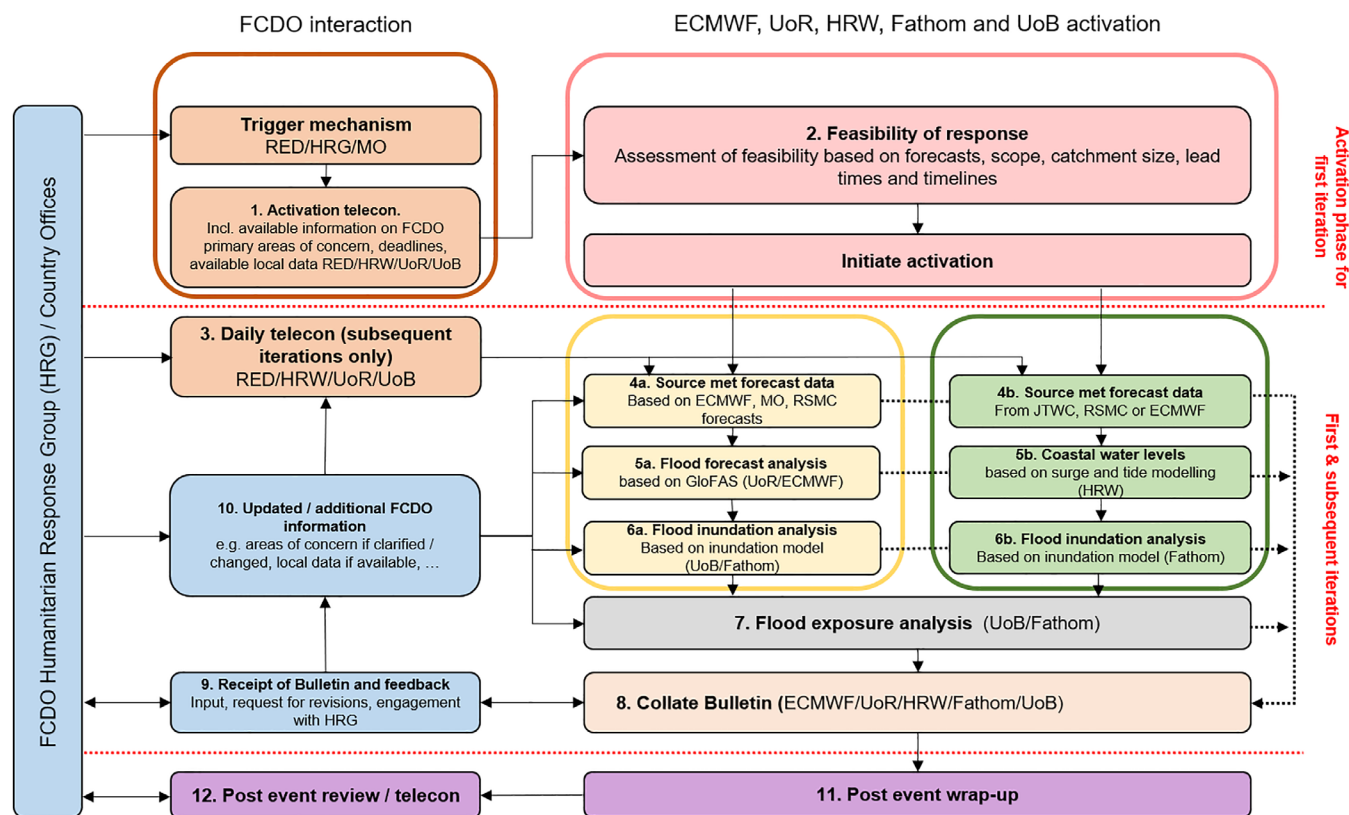 FCDO interaction
ECMWF, UoR, HRW, Fathom and UoB activation
FCDO Humanitarian Response Group (HRG) / Country Offices
Trigger mechanism
RED/HRG/MO
1. Activation telecon.
Incl. available information on FCDO
primary areas of concern, deadlines,
available local data RED/HRW/UoR/UoB
2. Feasibility of response
Assessment of feasibility based on forecasts, scope, catchment size, lead
times and timelines
Initiate activation
Activation phase for
first iteration
3. Daily telecon (subsequent
iterations only)
RED/HRW/UoR/UoB
4a. Source met forecast data
Based on ECMWF, MO, RSMC
forecasts
4b. Source met forecast data
From JTWC, RSMC or ECMWF
5a. Flood forecast analysis
based on GloFAS (UoR/ECMWF)
5b. Coastal water levels
based on surge and tide modelling
(HRW)
6a. Flood inundation analysis
Based on inundation model
(UoB/Fathom)
6b. Flood inundation analysis
Based on inundation model (Fathom)
First & subsequent iterations
10. Updated / additional FCDO
information
e.g. areas of concern if clarified /
changed, local data if available, …
7. Flood exposure analysis (UoB/Fathom)
9. Receipt of Bulletin and feedback
Input, request for revisions, engagement
with HRG
8. Collate Bulletin (ECMWF/UoR/HRW/Fathom/UoB)
12. Post event review / telecon
11. Post event wrap-up